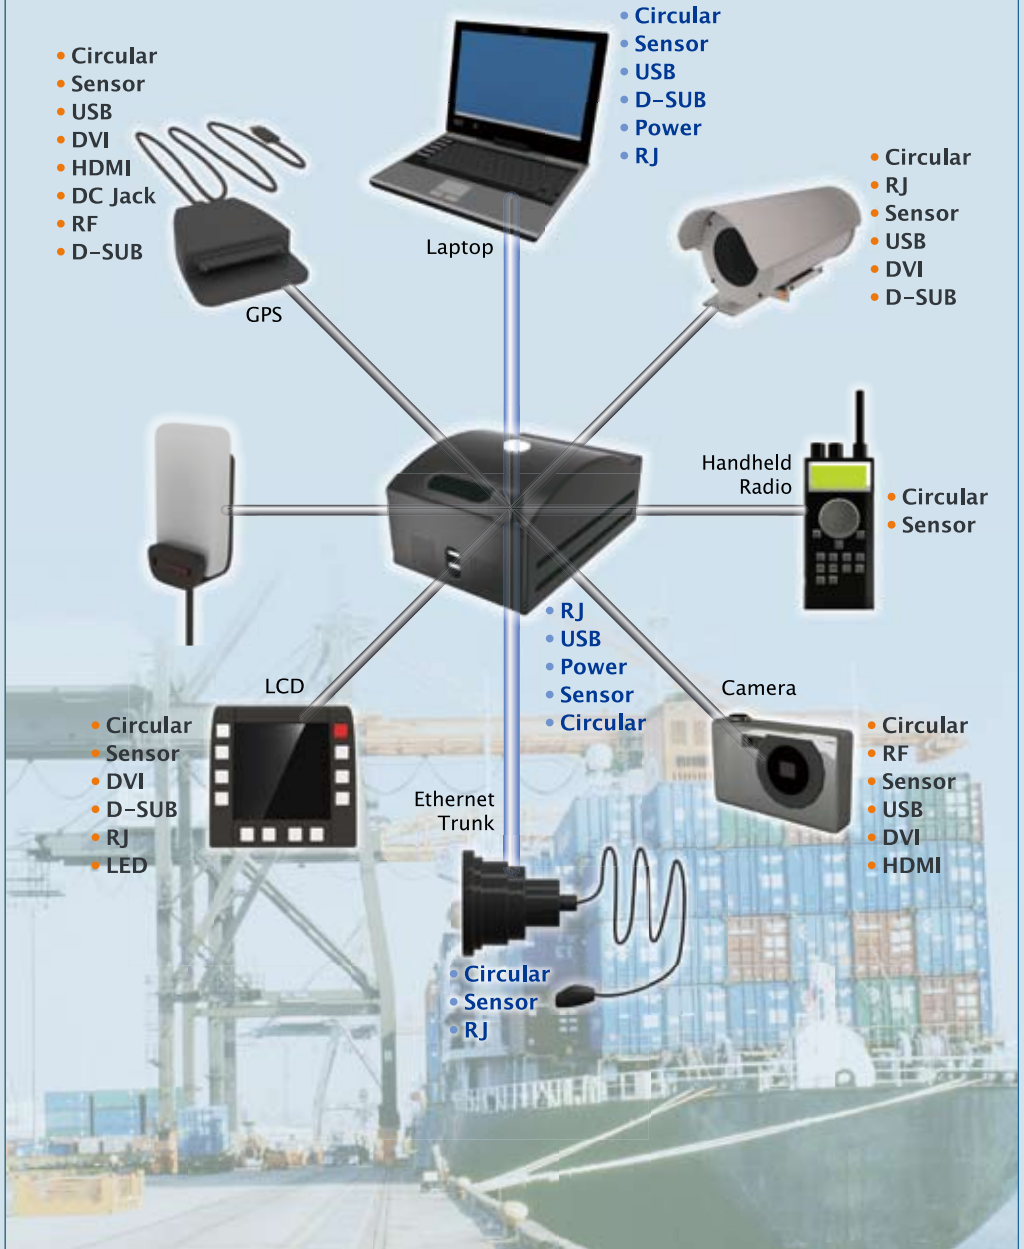 • Circular
• Sensor
• USB
• DVI
• HDMI
• DC Jack
• RF
• D-SUB
GPS
• Circular
• Sensor
• USB
• D-SUB
• Power
• RJ
Laptop
• Circular
• RJ
• Sensor
• USB
• DVI
• D-SUB
Handheld
Radio
• Circular
• Sensor
• RJ
• USB
• Power
• Sensor
• Circular
LCD
• Circular
• Sensor
• DVI
• D-SUB
• RJ
• LED
Camera
• Circular
• RF
• Sensor
• USB
• DVI
• HDMI
Ethernet
Trunk
• Circular
• Sensor
• RJ